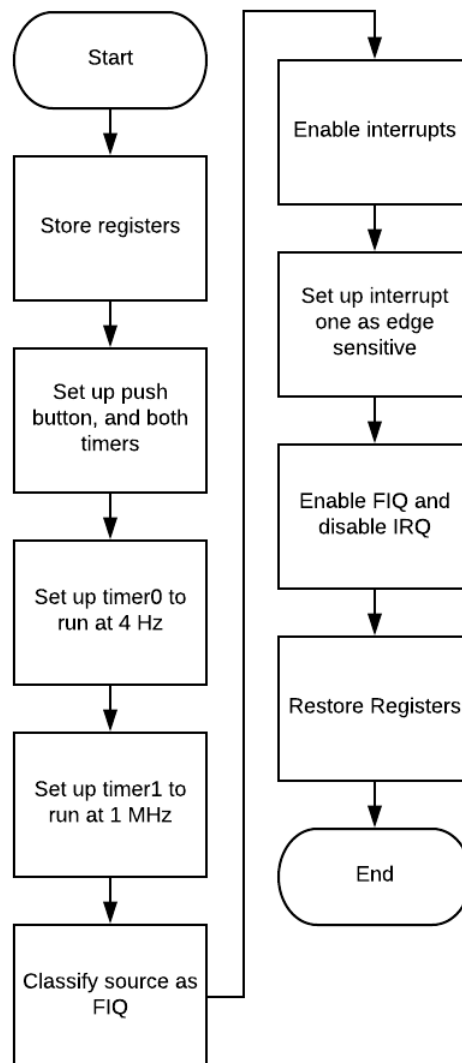 Start
Store registers
Set up push
button, and both
timers
Set up timer0 to
run at 4 Hz
Set up timer1 to
run at 1 MHz
Classify source as
FIQ
Enable interrupts
Set up interrupt
one as edge
sensitive
Enable FIQ and
disable IRQ
Restore Registers
End